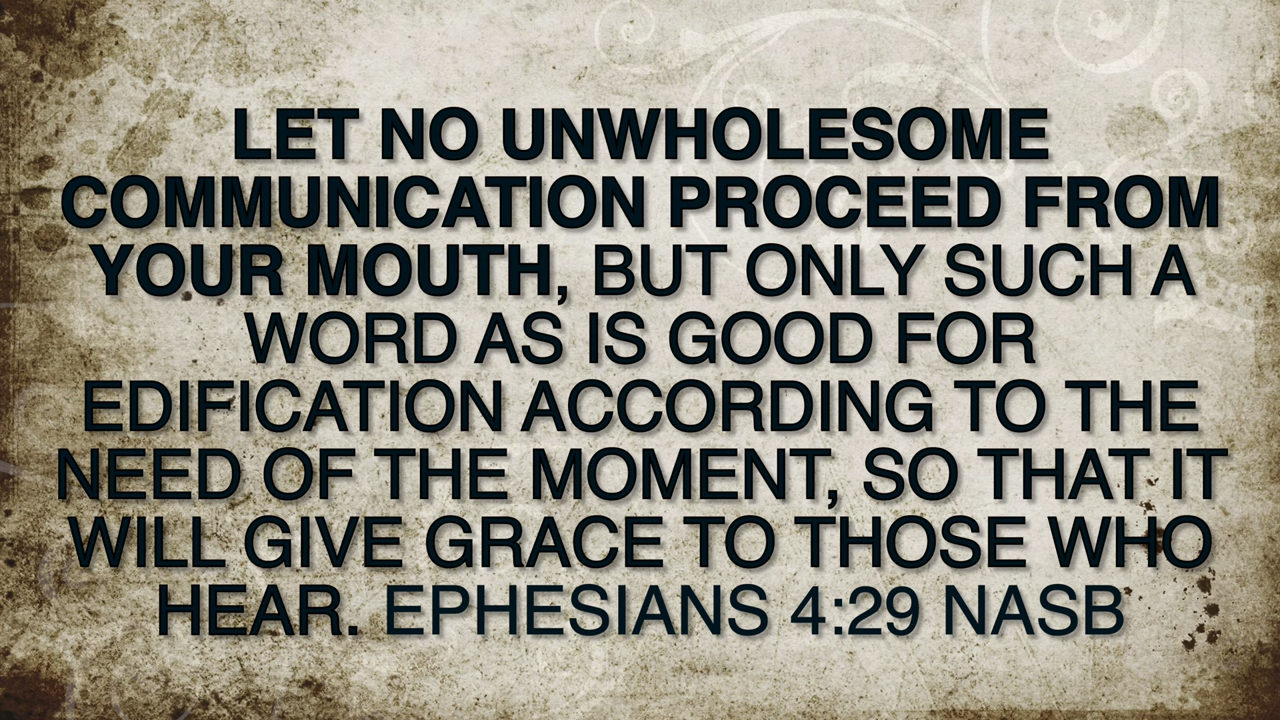 LET NO UNWHOLESOME
COMMUNICATION PROCEED FROM
YOUR MOUTH, BUT ONLY SUCH A
WORD AS IS GOOD FOR
EDIFICATION ACCORDING TO THE
NEED OF THE MOMENT, SO THAT IT
WILL GIVE GRACE TO THOSE WHO
HEAR. EPHESIANS 4:29 NASB